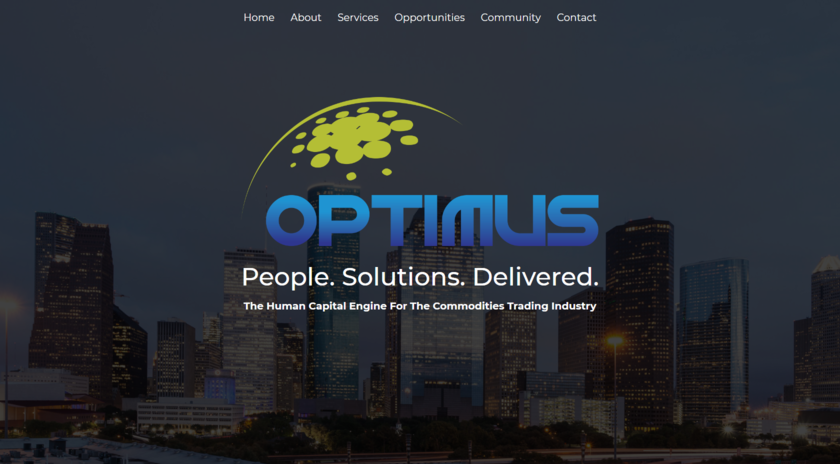 Home About Services Opportunities Community Contact
OPTIMUS
People. Solutions. Delivered.
The Human Capital Engine For The Commodities Trading Industry